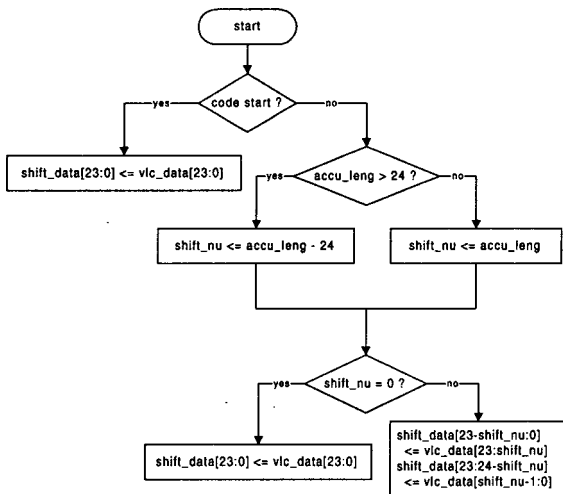 start
code start ?
yes
no
shift_data[23:0] <= vlc_data[23:0]
accu_leng > 24 ?
yes
no
shift_nu <= accu_leng - 24
shift_nu <= accu_leng
shift_nu = 0 ?
yes
no
shift_data[23:0] <= vlc_data[23:0]
shift_data[23-shift_nu:0]
<= vlc_data[23:shift_nu]
shift_data[23:24-shift_nu]
<= vlc_data[shift_nu-1:0]